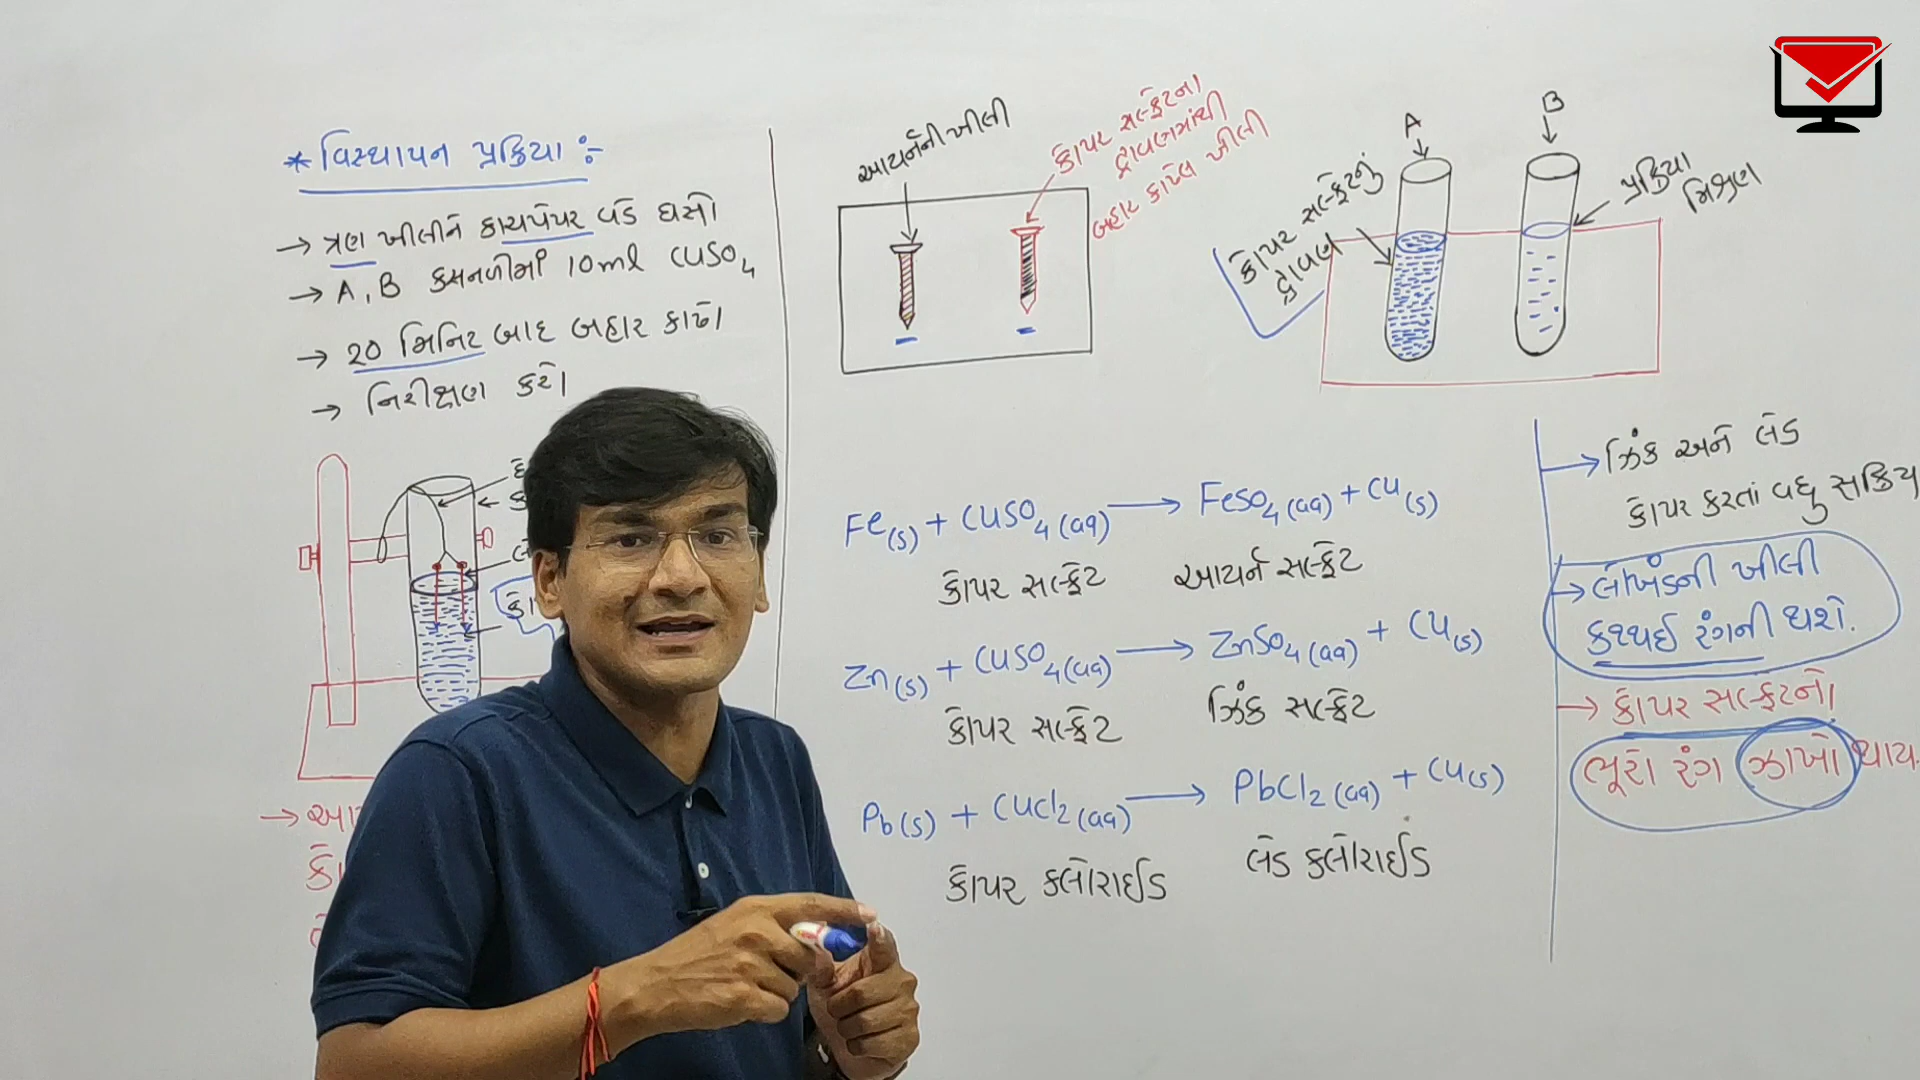 * વિસ્થાપન પ્રક્રિયા :-
→ ત્રણ ખીલીને કાચપેપર વડે ઘસો
→ A, B કસનળીમાં 10ml CUSO4
→ 20 મિનિટ બાદ બહાર કાઢો
→ નિરીક્ષણ કરો
→ આ
કૉ
આયર્નની ખીલી
કૉપર સલ્ફેટના
દ્રાવણમાંથી
બહાર કાઢેલ ખીલી
A
B
કૉપર સલ્ફેટનું
દ્રાવણ
પ્રક્રિયા
મિશ્રણ
Fe(s) + CUSO4(aq) → FeSO4(aq) + CU(s)
કૉપર સલ્ફેટ આયર્ન સલ્ફેટ
Zn(s) + CUSO4(aq) → ZnSO4(aq) + CU(s)
કૉપર સલ્ફેટ ઝિંક સલ્ફેટ
Pb(s) + CUCl2(aq) → PbCl2(aq) + CU(s)
કૉપર ક્લોરાઈડ લેડ ક્લોરાઈડ
→ ઝિંક અને લેડ
કૉપર કરતાં વધુ સક્રિય
→ લોખંડની ખીલી
કથ્થઈ રંગની થશે.
→ કૉપર સલ્ફેટનો
ભૂરો રંગ ઝાંખો થાય.